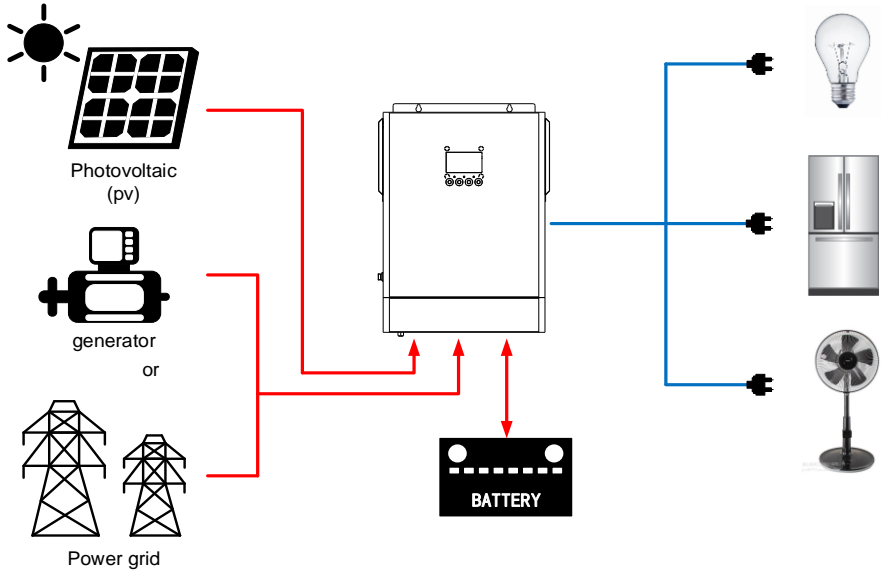 Photovoltaic
(pv)
generator
or
BATTERY
Power grid